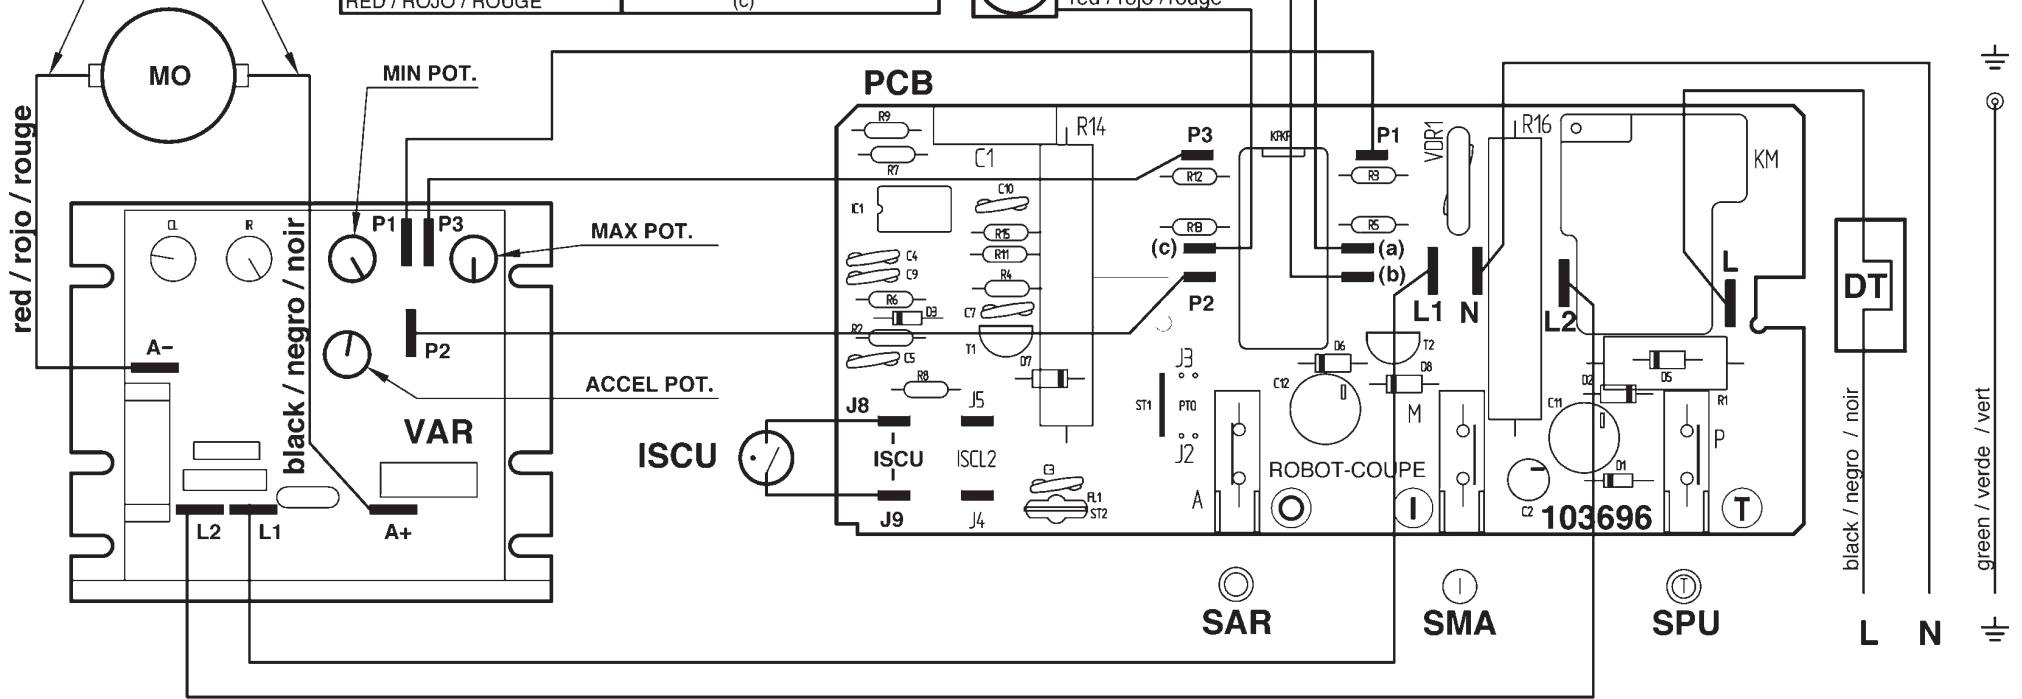 RED / ROJO / ROUGE
(c)
red / rojo / rouge
MO
MIN POT.
PCB
red / rojo / rouge
black / negro / noir
CL
IR
P1
P3
MAX POT.
A-
P2
ACCEL POT.
VAR
L2
L1
A+
R9
R7
C1
R14
IC1
C10
R15
R11
C4
C9
R4
R6
D3
C7
R2
T1
D7
C5
R8
J8
J5
ISCU
ISCU
ISCL2
J9
J4
C3
FL1
ST2
P3
R12
R13
(c)
P2
P1
R3
R5
(a)
(b)
VDR1
R16
KM
L1
N
L2
L
J3
ST1
PT0
J2
A
C12
D6
T2
D8
M
C11
D2
D5
R1
P
D1
C2
ROBOT-COUPE
O
I
103696
T
DT
black / negro / noir
green / verde / vert
I
T
SAR
SMA
SPU
L
N